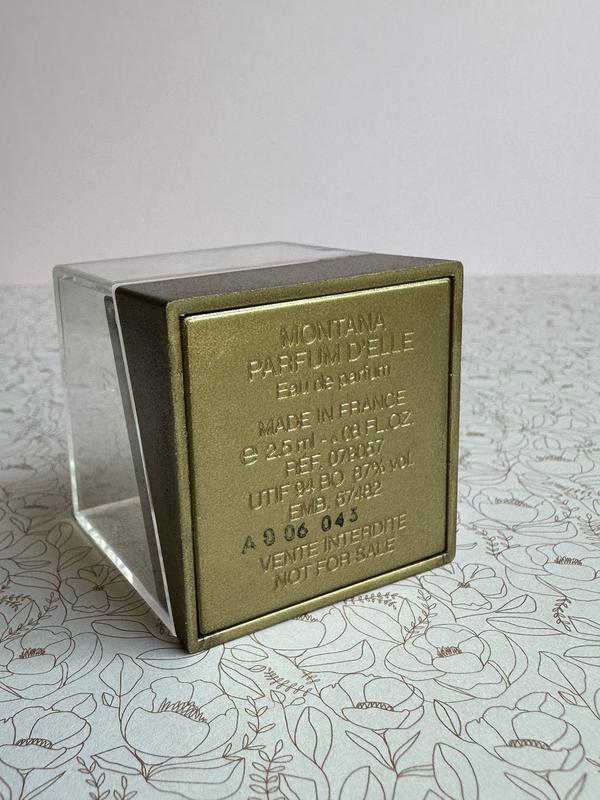 MONTANA
PARFUM D'ELLE
Eau de parfum
MADE IN FRANCE
e 2.5 ml - .08 FL.OZ.
REF. 079057
UTIF 94 BO 87% vol.
EMB. 67482
A 9 06 043
VENTE INTERDITE
NOT FOR SALE